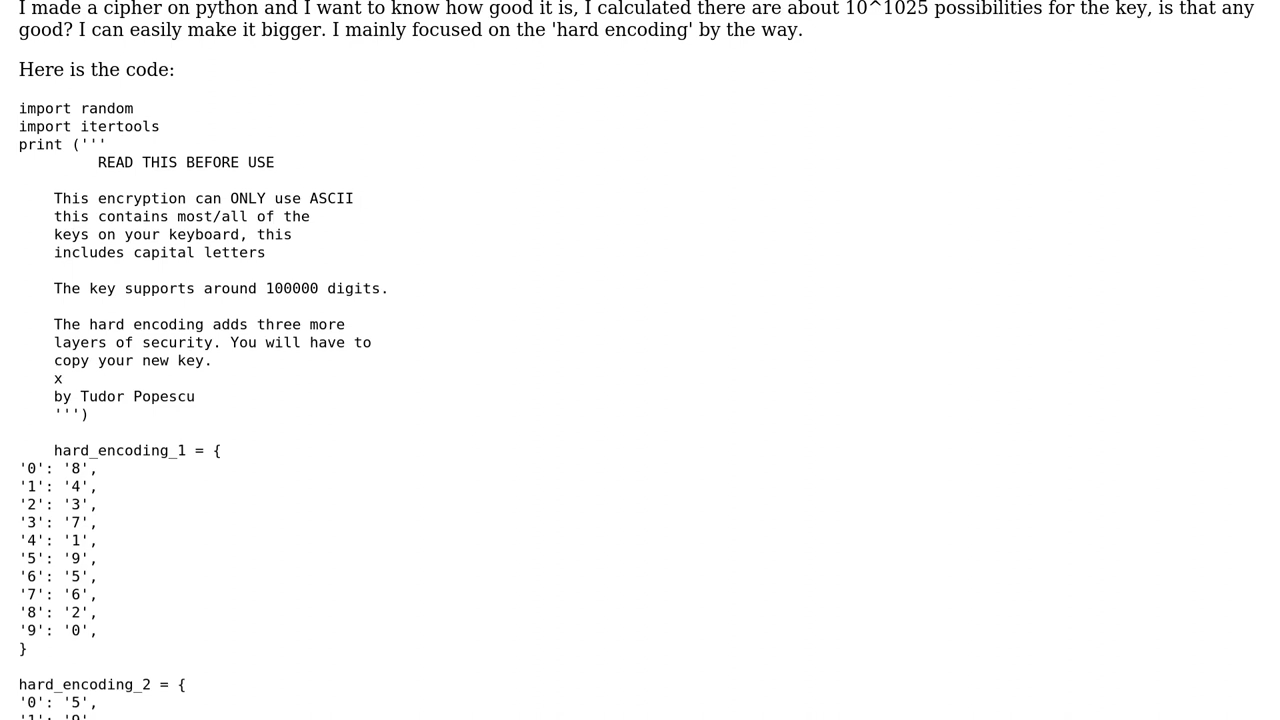 I made a cipher on python and I want to know how good it is, I calculated there are about 10^1025 possibilities for the key, is that any
good? I can easily make it bigger. I mainly focused on the 'hard encoding' by the way.
Here is the code:
import random
import itertools
print ('''
READ THIS BEFORE USE
This encryption can ONLY use ASCII
this contains most/all of the
keys on your keyboard, this
includes capital letters
The key supports around 100000 digits.
The hard encoding adds three more
layers of security. You will have to
copy your new key.
x
by Tudor Popescu
''')
hard_encoding_1 = {
'0': '8',
'1': '4',
'2': '3',
'3': '7',
'4': '1',
'5': '9',
'6': '5',
'7': '6',
'8': '2',
'9': '0',
}
hard_encoding_2 = {
'0': '5',
'1': '9',